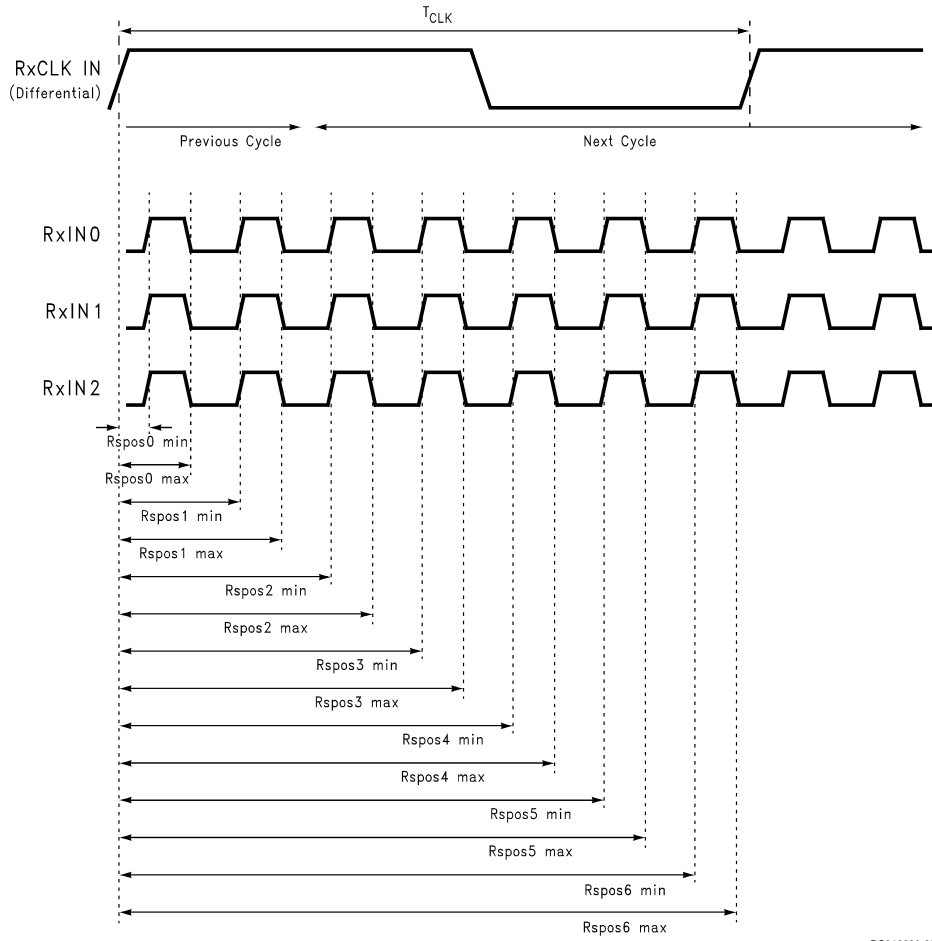 TCLK
RxCLK IN
(Differential)
Previous Cycle
Next Cycle
RxIN0
RxIN1
RxIN2
Rspos0 min
Rspos0 max
Rspos1 min
Rspos1 max
Rspos2 min
Rspos2 max
Rspos3 min
Rspos3 max
Rspos4 min
Rspos4 max
Rspos5 min
Rspos5 max
Rspos6 min
Rspos6 max